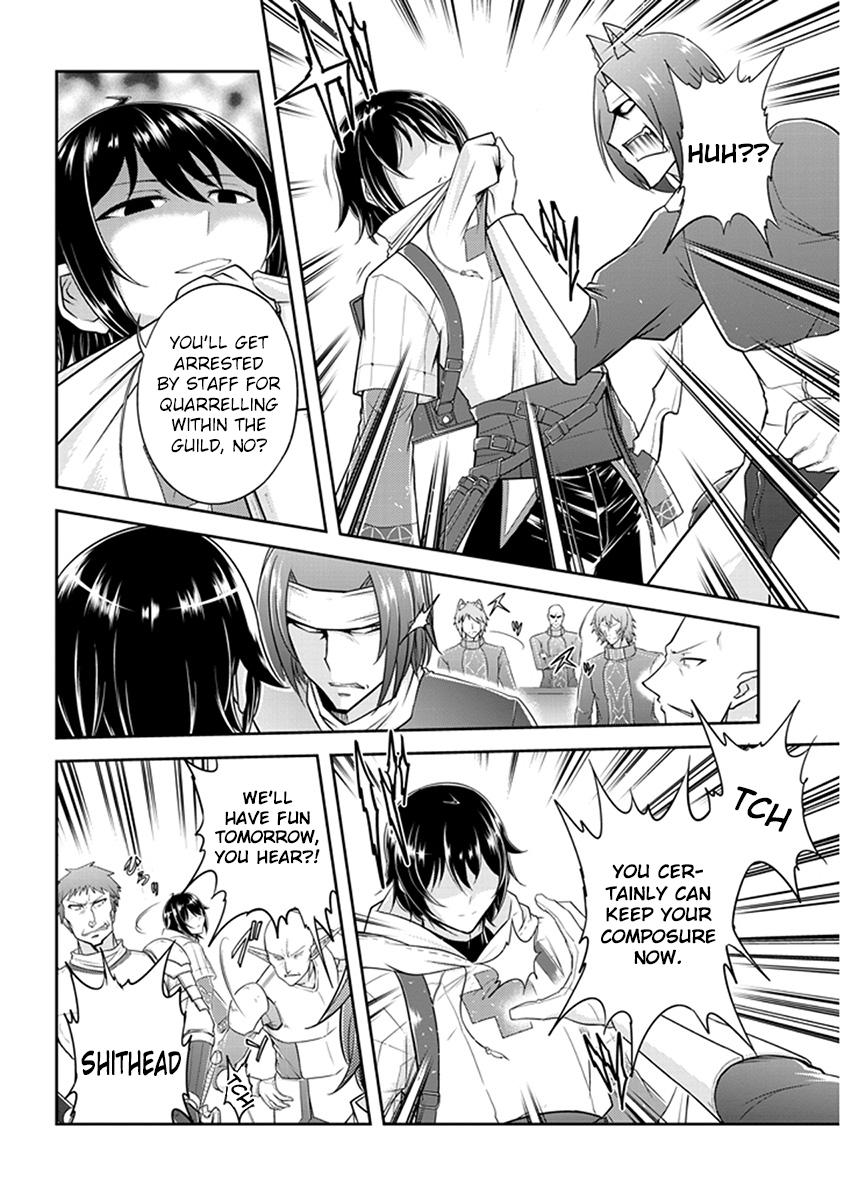 HUH??
YOU'LL GET
ARRESTED
BY STAFF FOR
QUARRELLING
WITHIN THE
GUILD, NO?
TCH
YOU CER-
TAINLY CAN
KEEP YOUR
COMPOSURE
NOW.
WE'LL
HAVE FUN
TOMORROW,
YOU HEAR?!
TCH
SHITHEAD